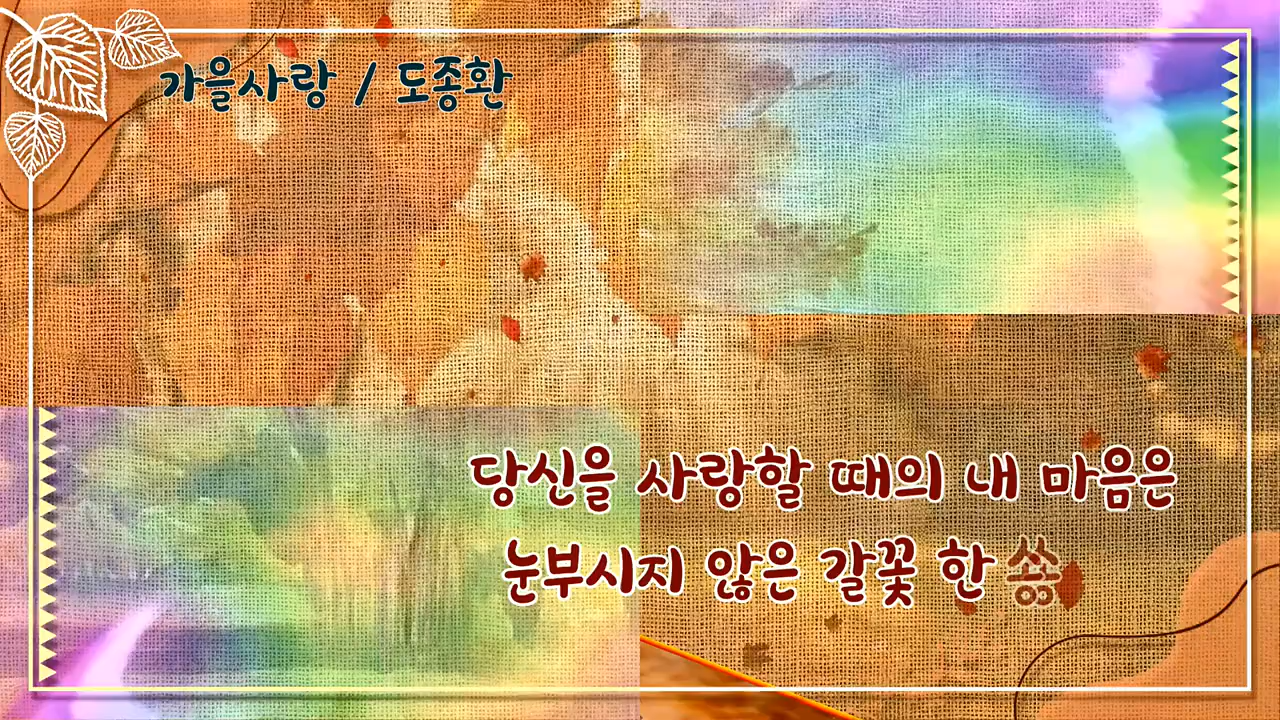 가을사랑 / 도종환
당신을 사랑할 때의 내 마음은
눈부시지 않은 갈꽃 한